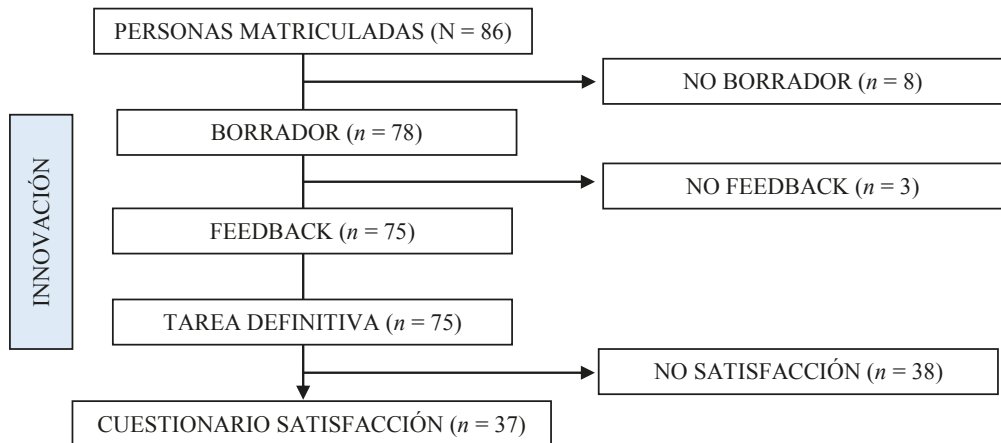 PERSONAS MATRICULADAS (N = 86)
NO BORRADOR (n = 8)
BORRADOR (n = 78)
NO FEEDBACK (n = 3)
FEEDBACK (n = 75)
INNOVACIÓN
TAREA DEFINITIVA (n = 75)
NO SATISFACCIÓN (n = 38)
CUESTIONARIO SATISFACCIÓN (n = 37)